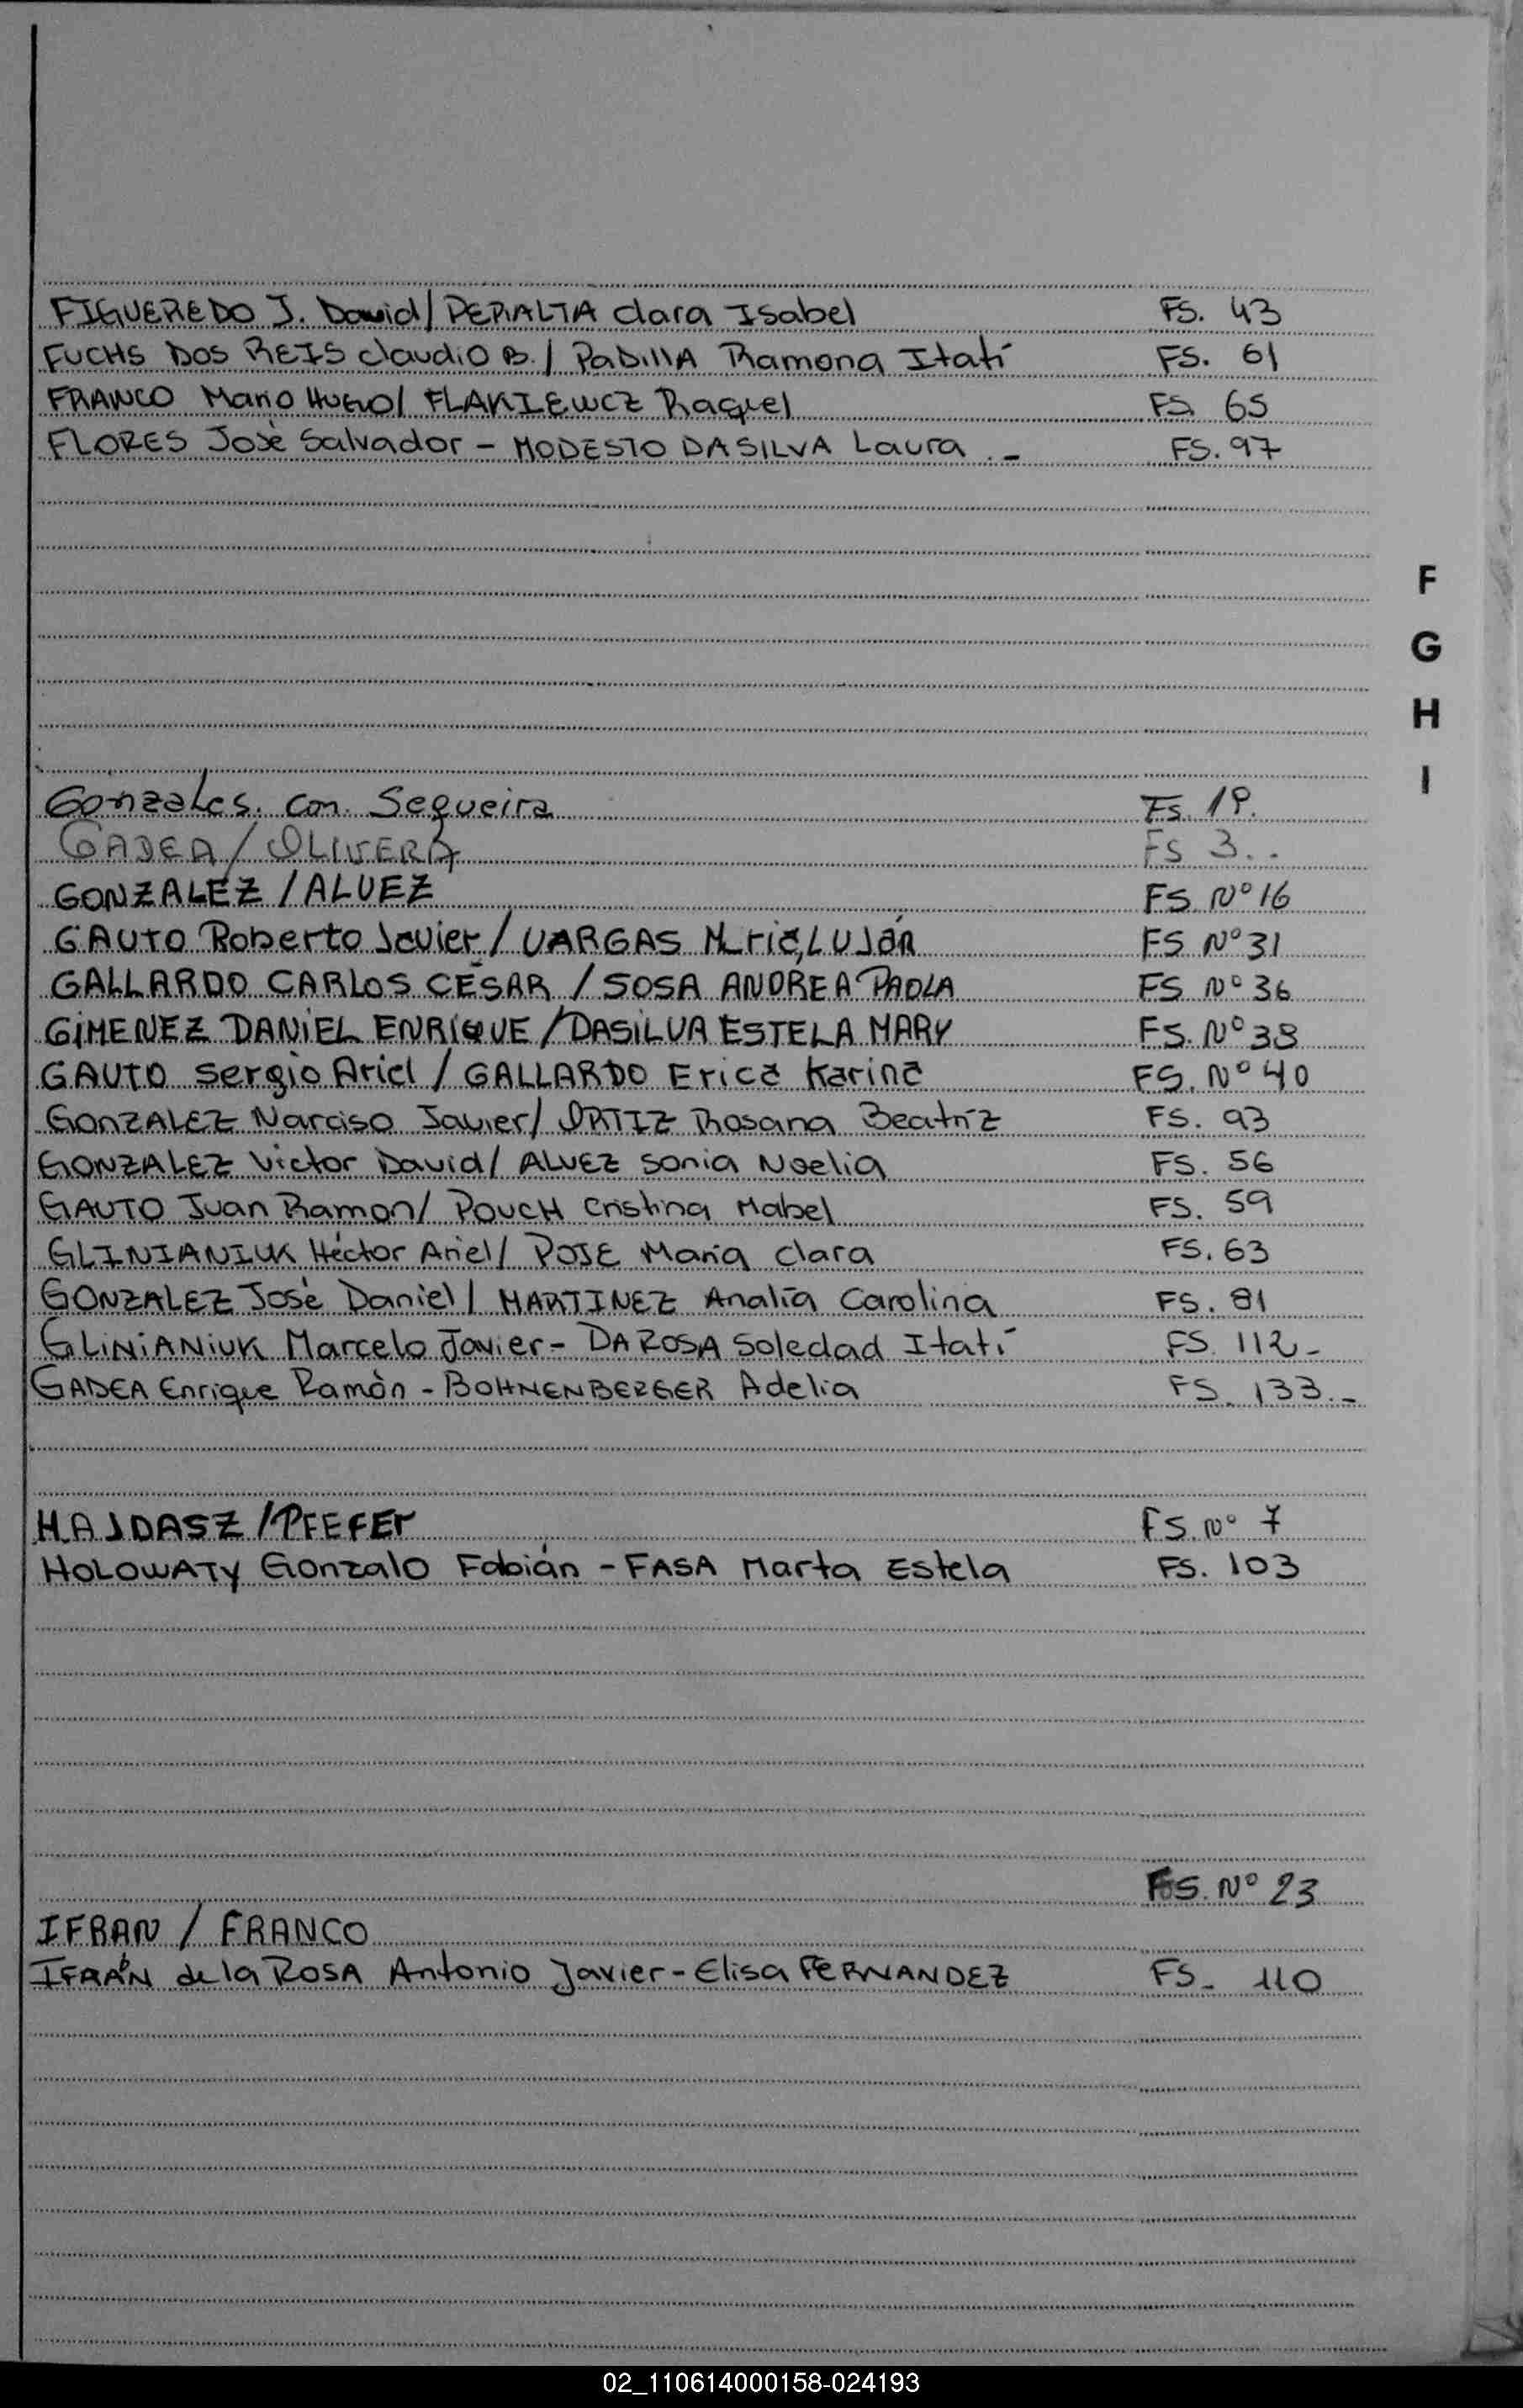 FIGUEREDO J. David / PERALTA Clara Isabel FS. 43
FUCHS DOS REIS Claudio B. / PADILLA Ramona Itatí FS. 61
FRANCO Mario Hugo / FLAKIEWCZ Raquel FS. 65
FLORES José Salvador - MODESTO DA SILVA Laura .- FS. 97
F
G
H
I
Gonzales. con. Sequeira Fs. 19.
GADEA / OLIVERA Fs 3..
GONZALEZ / ALVEZ FS Nº 16
GAUTO Roberto Javier / VARGAS Luján FS Nº 31
GALLARDO CARLOS CÉSAR / SOSA ANDREA PAOLA FS Nº 36
GIMENEZ DANIEL ENRIQUE / DASILVA ESTELA MARY FS. Nº 38
GAUTO Sergio Ariel / GALLARDO Erica Karina FS. Nº 40
GONZALEZ Narciso Javier / ORTIZ Rosana Beatríz FS. 93
GONZALEZ Victor David / ALVEZ Sonia Noelia FS. 56
GAUTO Juan Ramon / POUCH Cristina Mabel FS. 59
GLINIANIUK Héctor Ariel / POSE María Clara FS. 63
GONZALEZ José Daniel / MARTINEZ Analía Carolina FS. 81
GLINIANIUK Marcelo Javier - DA ROSA Soledad Itatí FS. 112-
GADEA Enrique Ramòn - BOHNENBERGER Adelia FS. 133.-
HAJDASZ / PFEFER FS. Nº 7
HOLOWATY Gonzalo Fabián - FASA Marta Estela FS. 103
FS. Nº 23
IFRAN / FRANCO
IFRÁN de la ROSA Antonio Javier - Elisa FERNANDEZ FS- 110
02_110614000158-024193